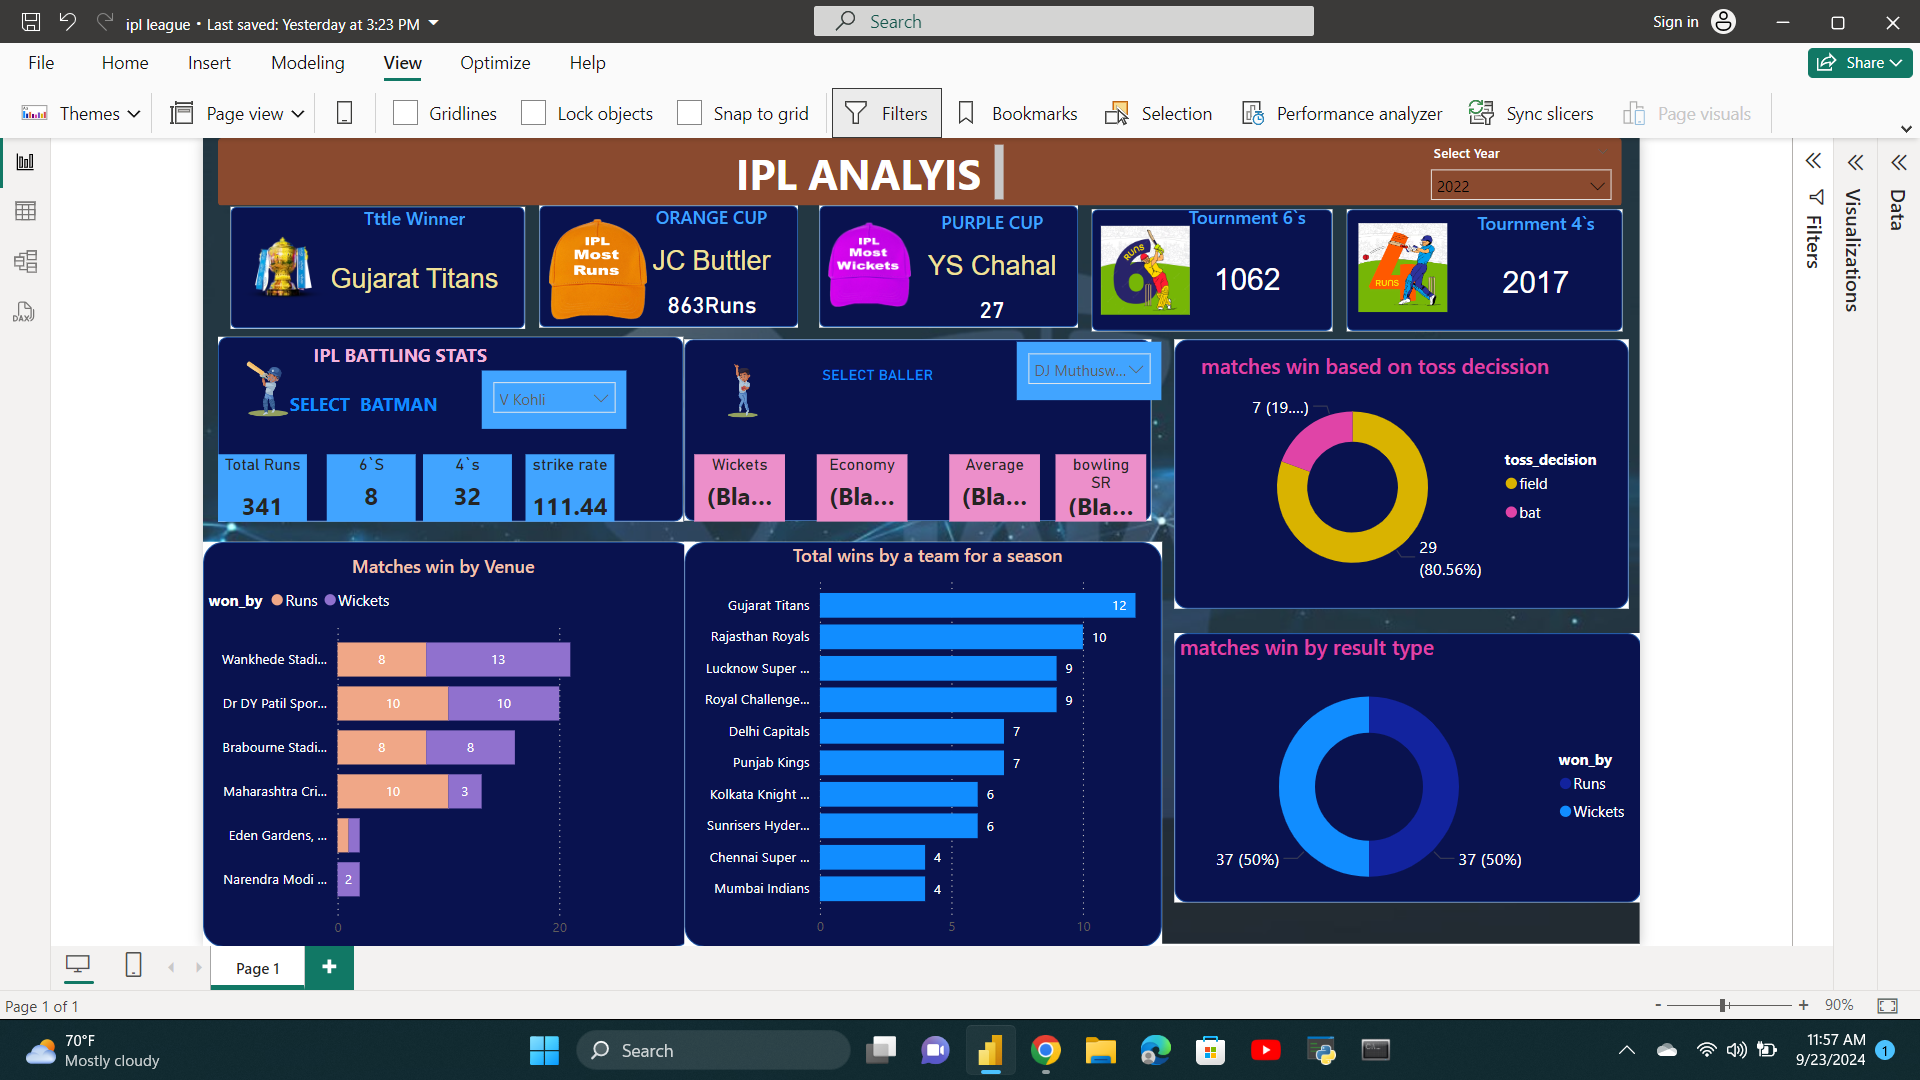 ipl league • Last saved: Yesterday at 3:23 PM
Search
Sign in
File Home Insert Modeling View Optimize Help
Share
Themes Page view Gridlines Lock objects Snap to grid Filters Bookmarks Selection Performance analyzer Sync slicers Page visuals
IPL ANALYIS
Select Year
2022
Tttle Winner
Gujarat Titans
IPL
Most
Runs
ORANGE CUP
JC Buttler
863Runs
IPL
Most
Wickets
PURPLE CUP
YS Chahal
27
6
RUNS
Tournment 6`s
1062
4
RUNS
Tournment 4`s
2017
IPL BATTLING STATS
SELECT BATMAN
V Kohli
Total Runs
341
6`S
8
4`s
32
strike rate
111.44
SELECT BALLER
DJ Muthusw...
Wickets
(Bla...
Economy
(Bla...
Average
(Bla...
bowling
SR
(Bla...
matches win based on toss decission
7 (19....)
29
(80.56%)
toss_decision
field
bat
Matches win by Venue
won_by Runs Wickets
Wankhede Stadi... 8 13
Dr DY Patil Spor... 10 10
Brabourne Stadi... 8 8
Maharashtra Cri... 10 3
Eden Gardens, ...
Narendra Modi ... 2
0 20
Total wins by a team for a season
Gujarat Titans 12
Rajasthan Royals 10
Lucknow Super ... 9
Royal Challenge... 9
Delhi Capitals 7
Punjab Kings 7
Kolkata Knight ... 6
Sunrisers Hyder... 6
Chennai Super ... 4
Mumbai Indians 4
0 5 10
matches win by result type
37 (50%) 37 (50%)
won_by
Runs
Wickets
Filters
Visualizations
Data
DAX
Page 1
Page 1 of 1
- + 90%
70°F
Mostly cloudy
Search
11:57 AM
9/23/2024
1